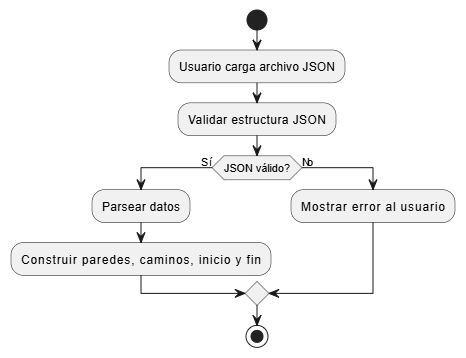 Usuario carga archivo JSON
Validar estructura JSON
Sí
JSON válido?
No
Parsear datos
Mostrar error al usuario
Construir paredes, caminos, inicio y fin